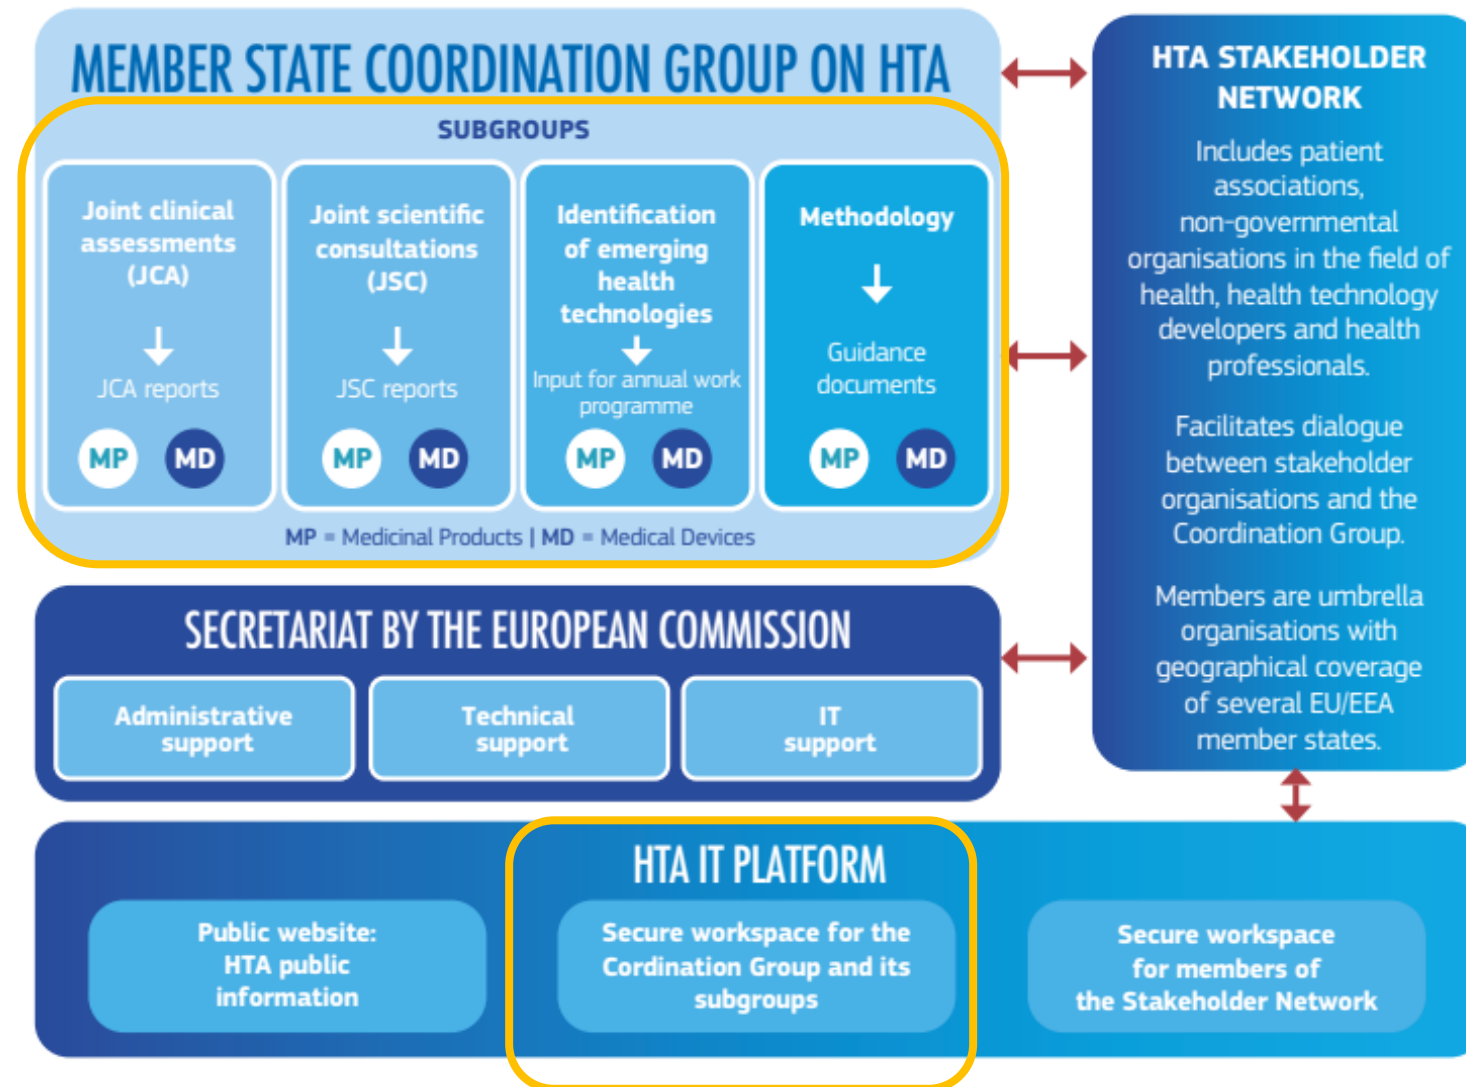 MEMBER STATE COORDINATION GROUP ON HTA
SUBGROUPS
Joint clinical
assessments
(JCA)
JCA reports
MP MD
Joint scientific
consultations
(JSC)
JSC reports
MP MD
Identification
of emerging
health
technologies
Input for annual work
programme
MP MD
Methodology
Guidance
documents
MP MD
MP = Medicinal Products | MD = Medical Devices
HTA STAKEHOLDER
NETWORK
Includes patient
associations,
non-governmental
organisations in the field of
health, health technology
developers and health
professionals.
Facilitates dialogue
between stakeholder
organisations and the
Coordination Group.
Members are umbrella
organisations with
geographical coverage
of several EU/EEA
member states.
SECRETARIAT BY THE EUROPEAN COMMISSION
Administrative
support
Technical
support
IT
support
HTA IT PLATFORM
Public website:
HTA public
information
Secure workspace for the
Cordination Group and its
subgroups
Secure workspace
for members of
the Stakeholder Network